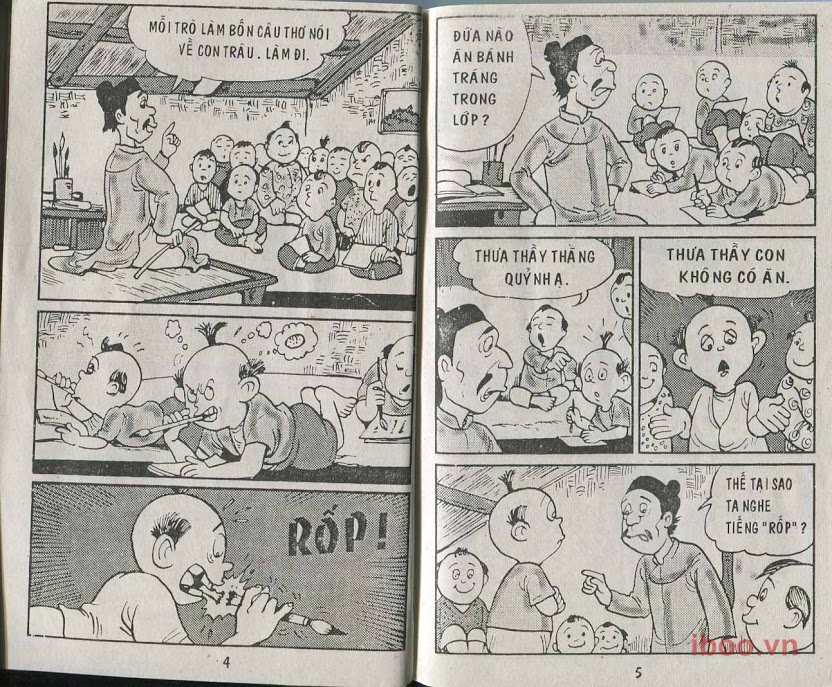 MỖI TRÒ LÀM BỐN CÂU THƠ NÓI
VỀ CON TRÂU. LÀM ĐI.
RỐP!
4
ĐỨA NÀO
ĂN BÁNH
TRÁNG
TRONG
LỚP?
THƯA THẦY THẰNG
QUỶNH Ạ.
THƯA THẦY CON
KHÔNG CÓ ĂN.
THẾ TẠI SAO
TA NGHE
TIẾNG "RỐP"?
5
iboo.vn